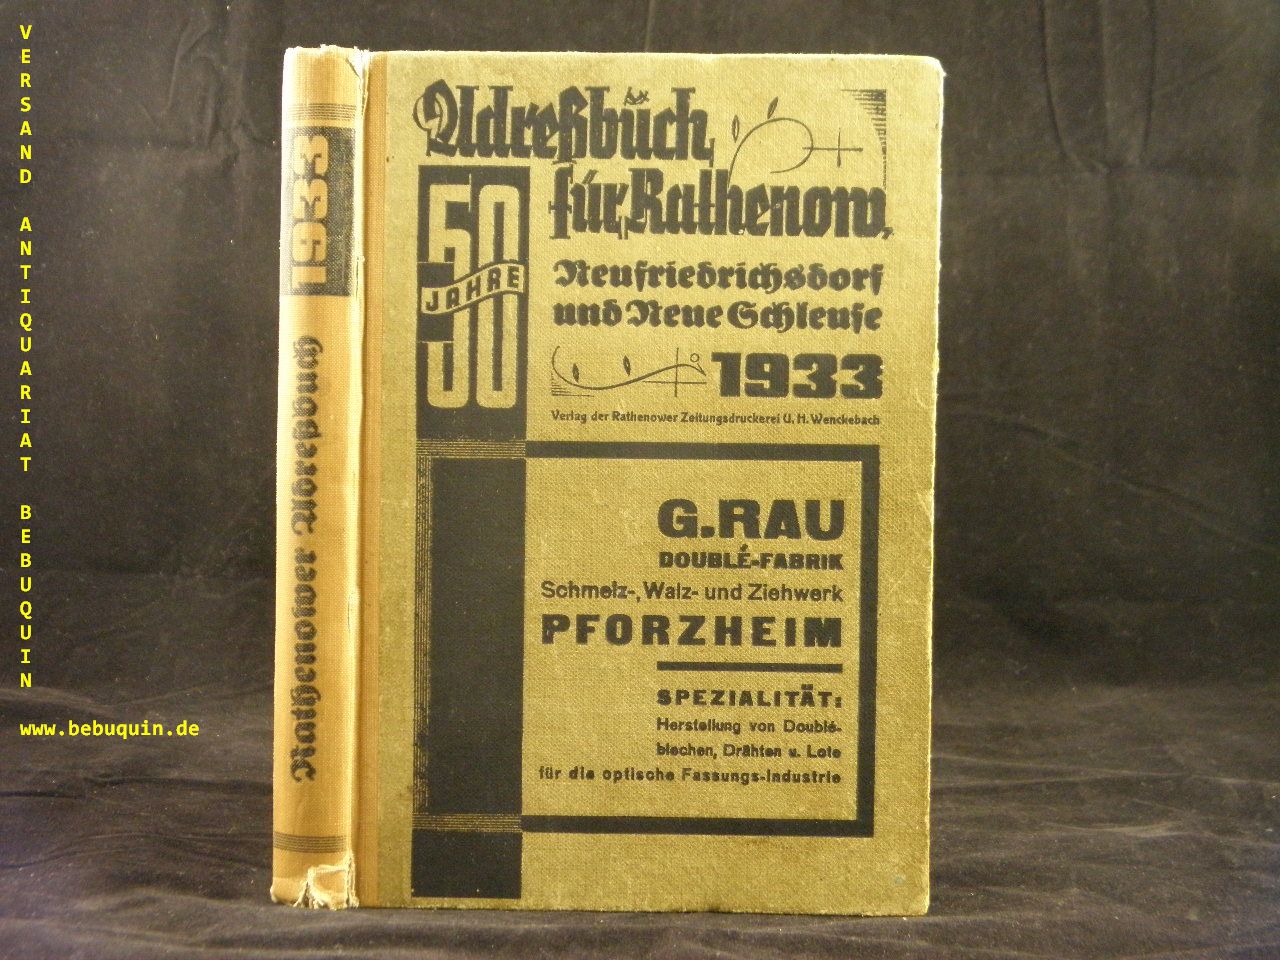 VERSAND ANTIQUARIAT BEBUQUIN
www.bebuquin.de
Rathenower Adreßbuch 1933
Adreßbuch
für Rathenow,
Neufriedrichsdorf
und Neue Schleuse
1933
Verlag der Rathenower Zeitungsdruckerei U. H. Wenckebach
50
JAHRE
G. RAU
DOUBLÉ-FABRIK
Schmelz-, Walz- und Ziehwerk
PFORZHEIM
SPEZIALITÄT:
Herstellung von Doublé-
blechen, Drähten u. Lote
für die optische Fassungs-Industrie